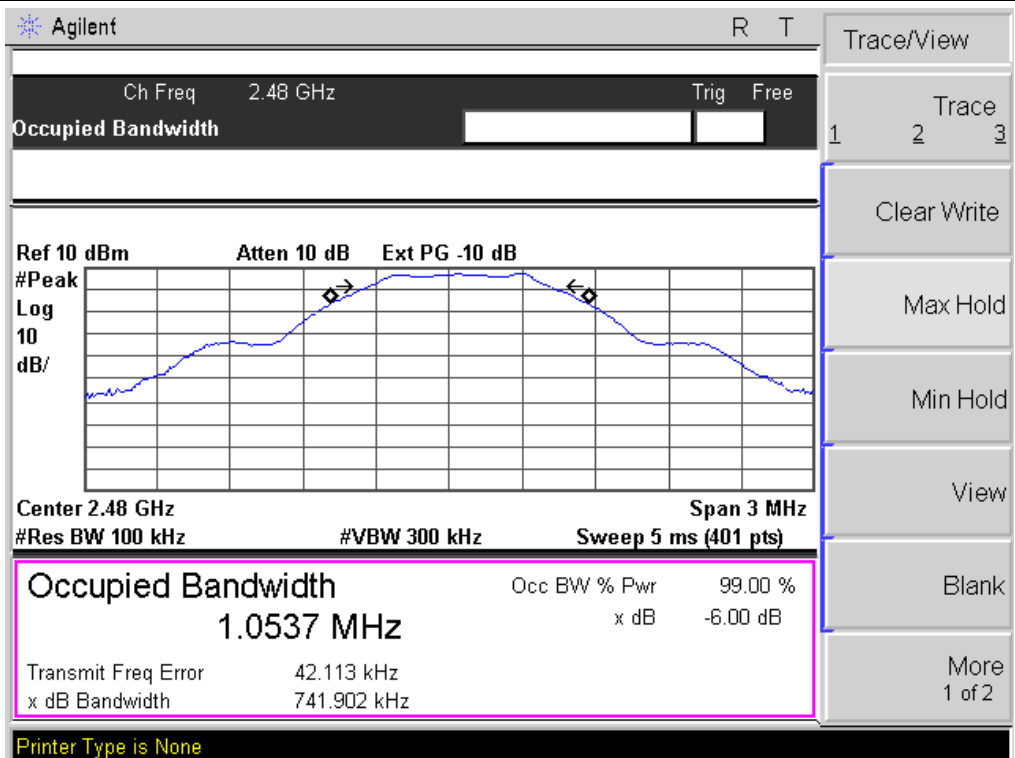 Agilent R T
Ch Freq 2.48 GHz Trig Free
Occupied Bandwidth
Ref 10 dBm Atten 10 dB Ext PG -10 dB
#Peak
Log
10
dB/
Center 2.48 GHz Span 3 MHz
#Res BW 100 kHz #VBW 300 kHz Sweep 5 ms (401 pts)
Occupied Bandwidth Occ BW % Pwr 99.00 %
1.0537 MHz x dB -6.00 dB
Transmit Freq Error 42.113 kHz
x dB Bandwidth 741.902 kHz
Printer Type is None
Trace/View
Trace
1 2 3
Clear Write
Max Hold
Min Hold
View
Blank
More
1 of 2